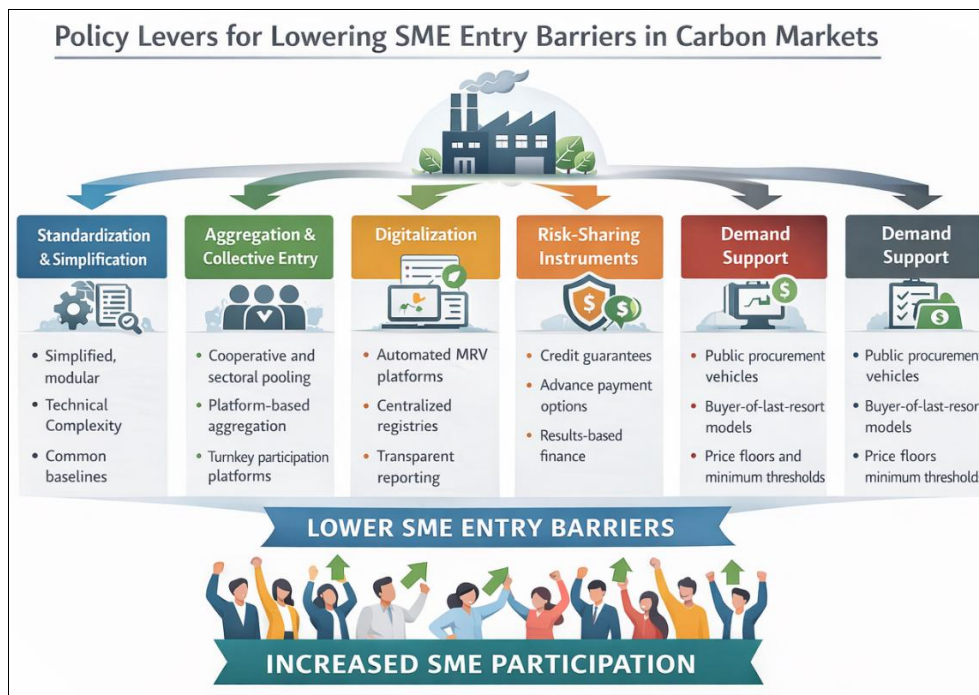 Policy Levers for Lowering SME Entry Barriers in Carbon Markets
Standardization
& Simplification
• Simplified,
modular
• Technical
Complexity
• Common
baselines
Aggregation &
Collective Entry
• Cooperative and
sectoral pooling
• Platform-based
aggregation
• Turnkey participation
platforms
Digitalization
• Automated MRV
platforms
• Centralized
registries
• Transparent
reporting
Risk-Sharing
Instruments
$
$
• Credit guarantees
• Advance payment
options
• Results-based
finance
Demand
Support
$
• Public procurement
vehicles
• Buyer-of-last-resort
models
• Price floors and
minimum thresholds
Demand
Support
$
• Public procurement
vehicles
• Buyer-of-last-resor
models
• Price floors
minimum threshold
LOWER SME ENTRY BARRIERS
INCREASED SME PARTICIPATION